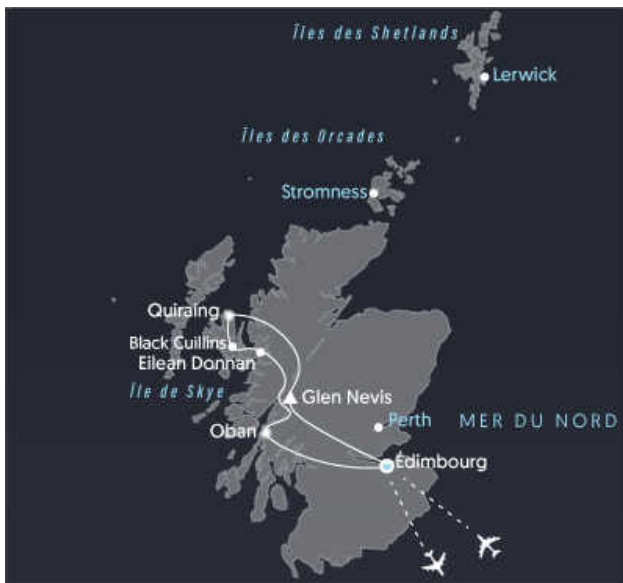 Îles des Shetlands
Lerwick
Îles des Orcades
Stromness
Quiraing
Black Cuillins
Eilean Donnan
Île de Skye
Glen Nevis
Perth
MER DU NORD
Oban
Édimbourg